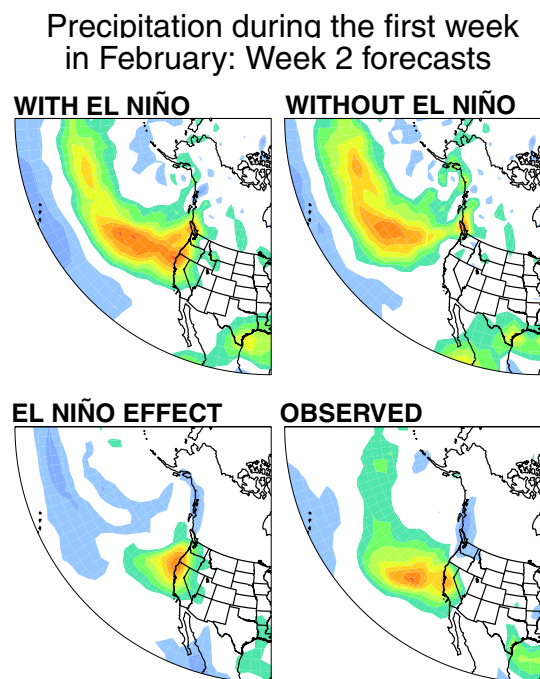 Precipitation during the first week
in February: Week 2 forecasts
WITH EL NIÑO
WITHOUT EL NIÑO
EL NIÑO EFFECT
OBSERVED